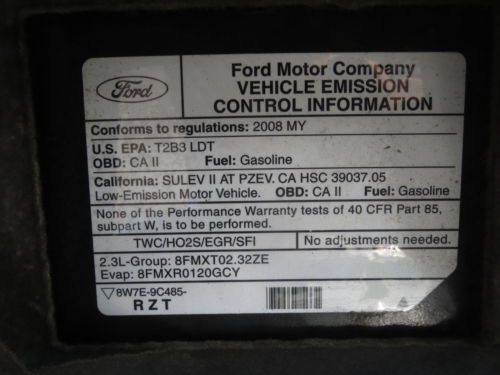 Ford
Ford Motor Company
VEHICLE EMISSION
CONTROL INFORMATION
Conforms to regulations: 2008 MY
U.S. EPA: T2B3 LDT
OBD: CA II Fuel: Gasoline
California: SULEV II AT PZEV. CA HSC 39037.05
Low-Emission Motor Vehicle. OBD: CA II Fuel: Gasoline
None of the Performance Warranty tests of 40 CFR Part 85,
subpart W, is to be performed.
TWC/HO2S/EGR/SFI No adjustments needed.
2.3L-Group: 8FMXT02.32ZE
Evap: 8FMXR0120GCY
▽8W7E-9C485-
RZT